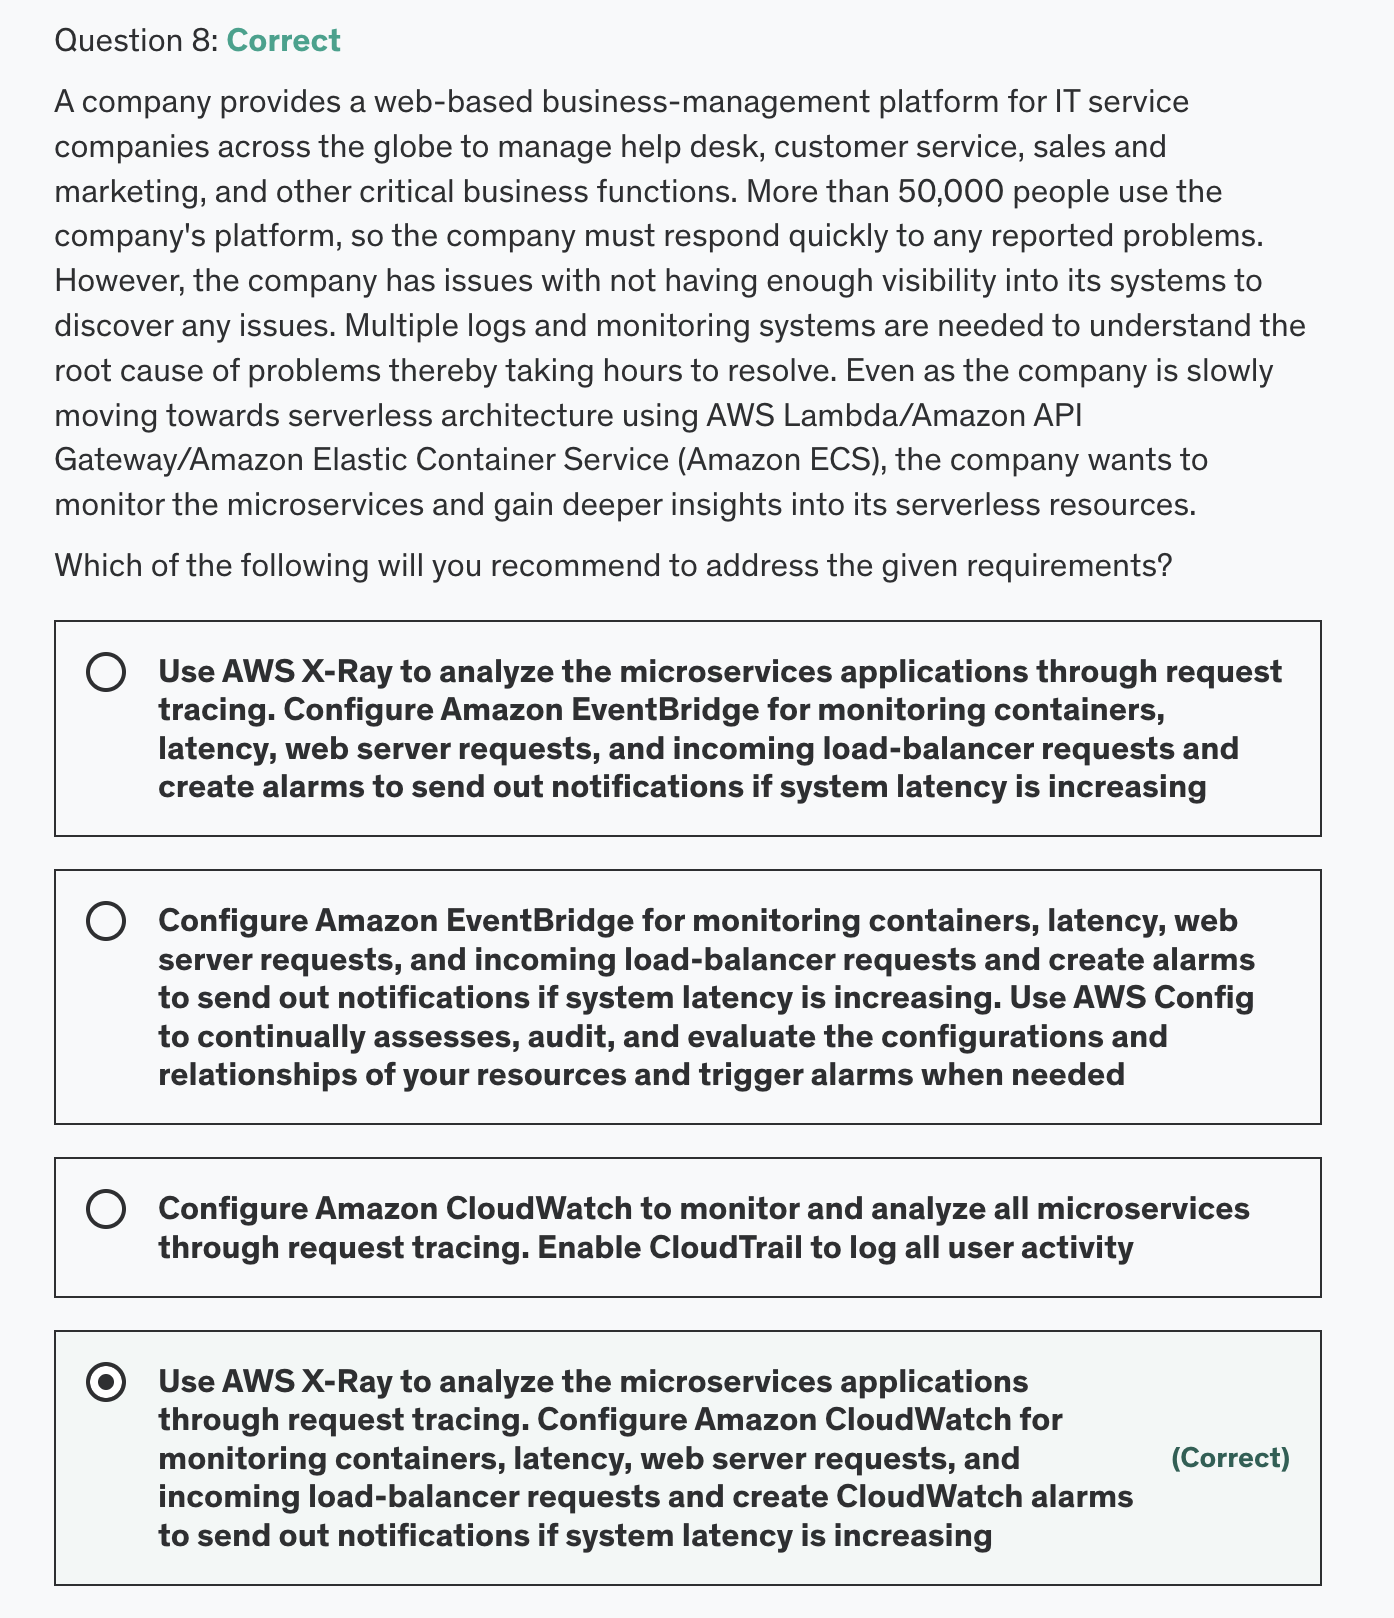 Question 8: Correct
A company provides a web-based business-management platform for IT service
companies across the globe to manage help desk, customer service, sales and
marketing, and other critical business functions. More than 50,000 people use the
company's platform, so the company must respond quickly to any reported problems.
However, the company has issues with not having enough visibility into its systems to
discover any issues. Multiple logs and monitoring systems are needed to understand the
root cause of problems thereby taking hours to resolve. Even as the company is slowly
moving towards serverless architecture using AWS Lambda/Amazon API
Gateway/Amazon Elastic Container Service (Amazon ECS), the company wants to
monitor the microservices and gain deeper insights into its serverless resources.
Which of the following will you recommend to address the given requirements?
Use AWS X-Ray to analyze the microservices applications through request
tracing. Configure Amazon EventBridge for monitoring containers,
latency, web server requests, and incoming load-balancer requests and
create alarms to send out notifications if system latency is increasing
Configure Amazon EventBridge for monitoring containers, latency, web
server requests, and incoming load-balancer requests and create alarms
to send out notifications if system latency is increasing. Use AWS Config
to continually assesses, audit, and evaluate the configurations and
relationships of your resources and trigger alarms when needed
Configure Amazon CloudWatch to monitor and analyze all microservices
through request tracing. Enable CloudTrail to log all user activity
Use AWS X-Ray to analyze the microservices applications
through request tracing. Configure Amazon CloudWatch for
monitoring containers, latency, web server requests, and
incoming load-balancer requests and create CloudWatch alarms
to send out notifications if system latency is increasing
(Correct)